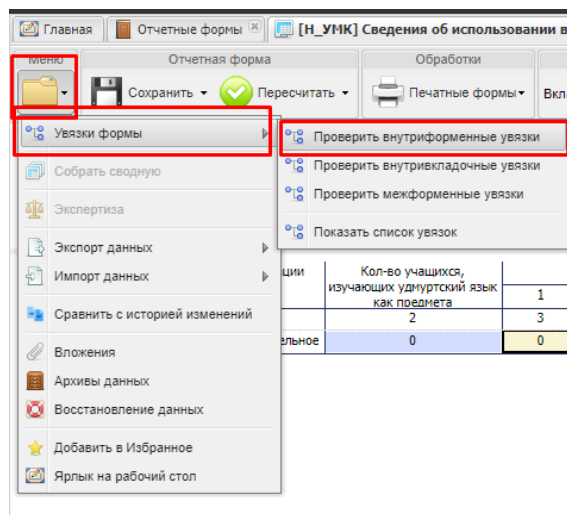 Главная
Отчетные формы
[Н_УМК] Сведения об использовании в
Меню
Отчетная форма
Обработки
Сохранить
Пересчитать
Печатные формы
Вкл
Увязки формы
Проверить внутриформенные увязки
Собрать сводную
Проверить внутривкладочные увязки
Экспертиза
Проверить межформенные увязки
Показать список увязок
Экспорт данных
Импорт данных
ции
Кол-во учащихся,
изучающих удмуртский язык
как предмета
1
2
3
Сравнить с историей изменений
ельное
0
0
Вложения
Архивы данных
Восстановление данных
Добавить в Избранное
Ярлык на рабочий стол